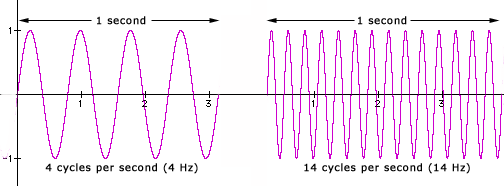 1 second
1 second
1
1
2
3
1
2
-1
4 cycles per second (4 Hz)
14 cycles per second (14 Hz)